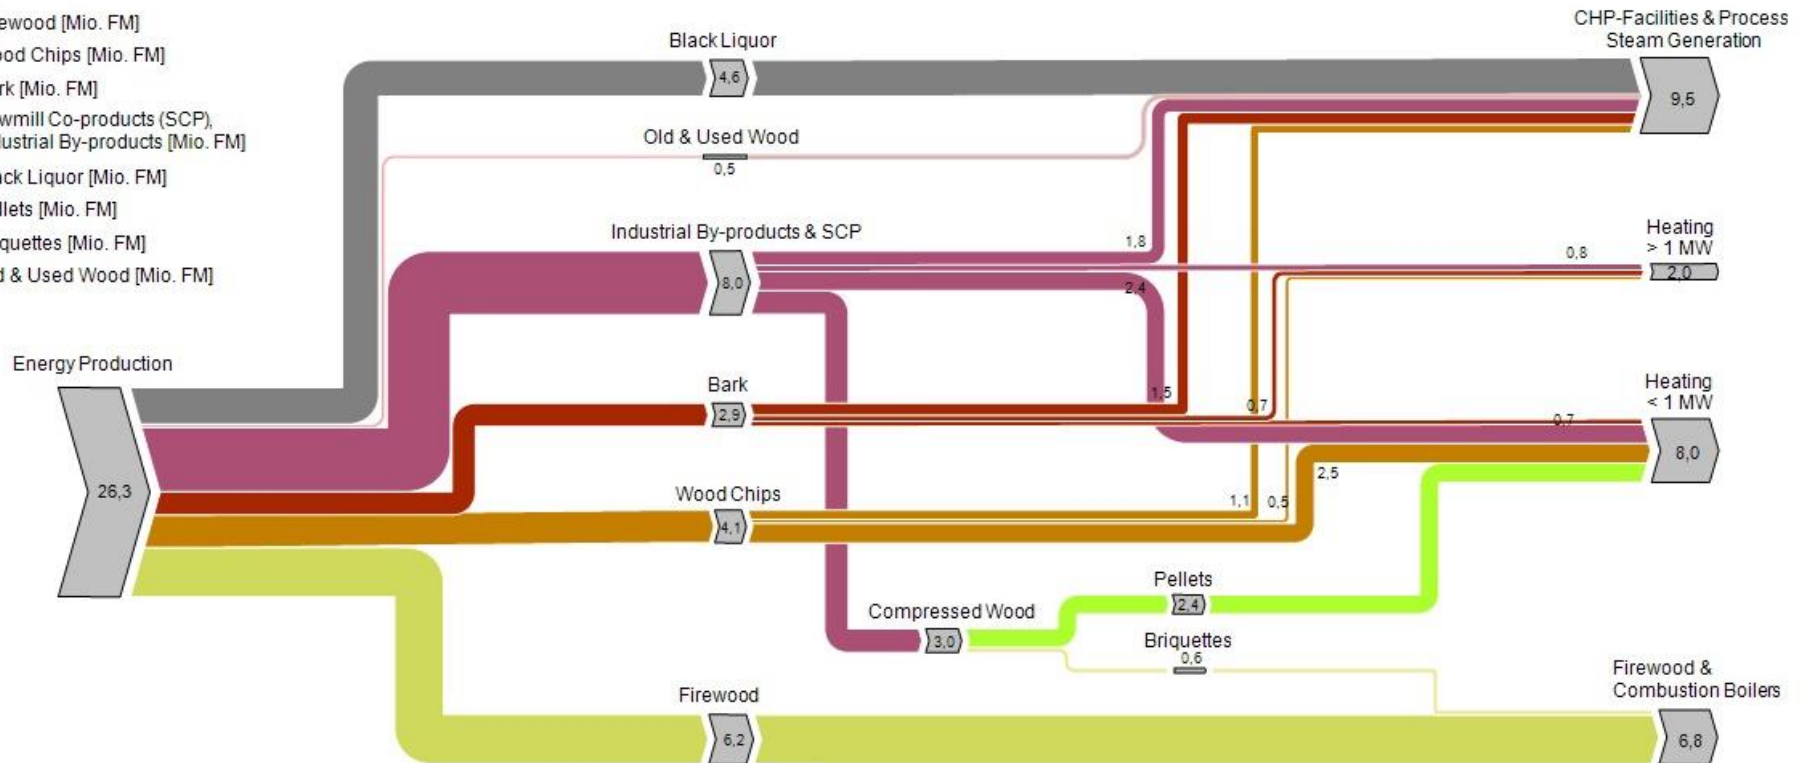 ewood [Mio. FM]
ood Chips [Mio. FM]
rk [Mio. FM]
wmill Co-products (SCP),
lustrial By-products [Mio. FM]
ack Liquor [Mio. FM]
llets [Mio. FM]
quettes [Mio. FM]
d & Used Wood [Mio. FM]
Energy Production
26,3
Black Liquor
4,6
Old & Used Wood
0,5
Industrial By-products & SCP
8,0
Bark
2,9
Wood Chips
4,1
Compressed Wood
3,0
Pellets
2,4
Briquettes
0,6
Firewood
6,2
1,8
2,4
1,5
0,7
1,1
0,5
2,5
0,8
0,7
CHP-Facilities & Process
Steam Generation
9,5
Heating
> 1 MW
2,0
Heating
< 1 MW
8,0
Firewood &
Combustion Boilers
6,8